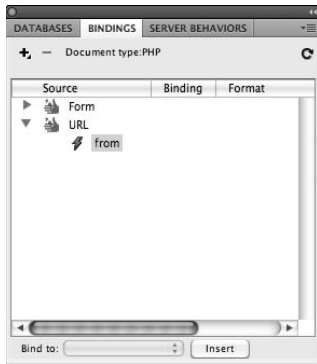 DATABASES BINDINGS SERVER BEHAVIORS
Document type:PHP
Source Binding Format
Form
URL
from
Bind to: Insert